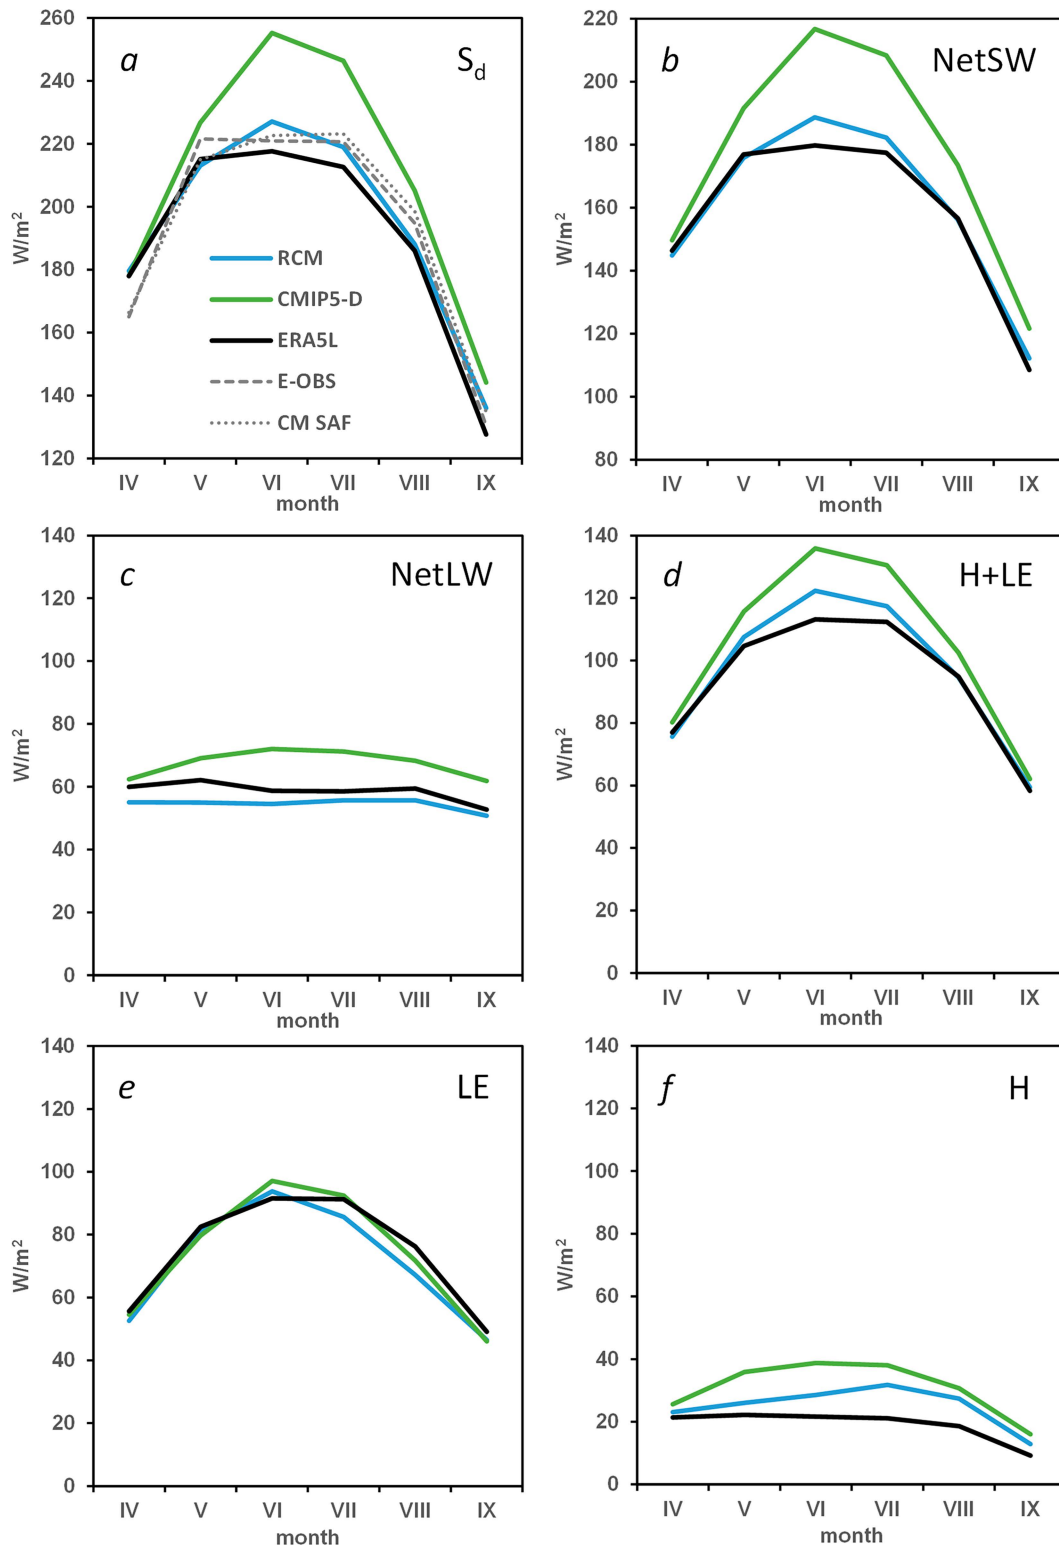 a S_d
260
240
220
200
180
160
140
120
W/m²
RCM
CMIP5-D
ERA5L
E-OBS
CM SAF
IV V VI VII VIII IX
month
b NetSW
220
200
180
160
140
120
100
80
W/m²
IV V VI VII VIII IX
month
c NetLW
140
120
100
80
60
40
20
0
W/m²
IV V VI VII VIII IX
month
d H+LE
140
120
100
80
60
40
20
0
W/m²
IV V VI VII VIII IX
month
e LE
140
120
100
80
60
40
20
0
W/m²
IV V VI VII VIII IX
month
f H
140
120
100
80
60
40
20
0
W/m²
IV V VI VII VIII IX
month